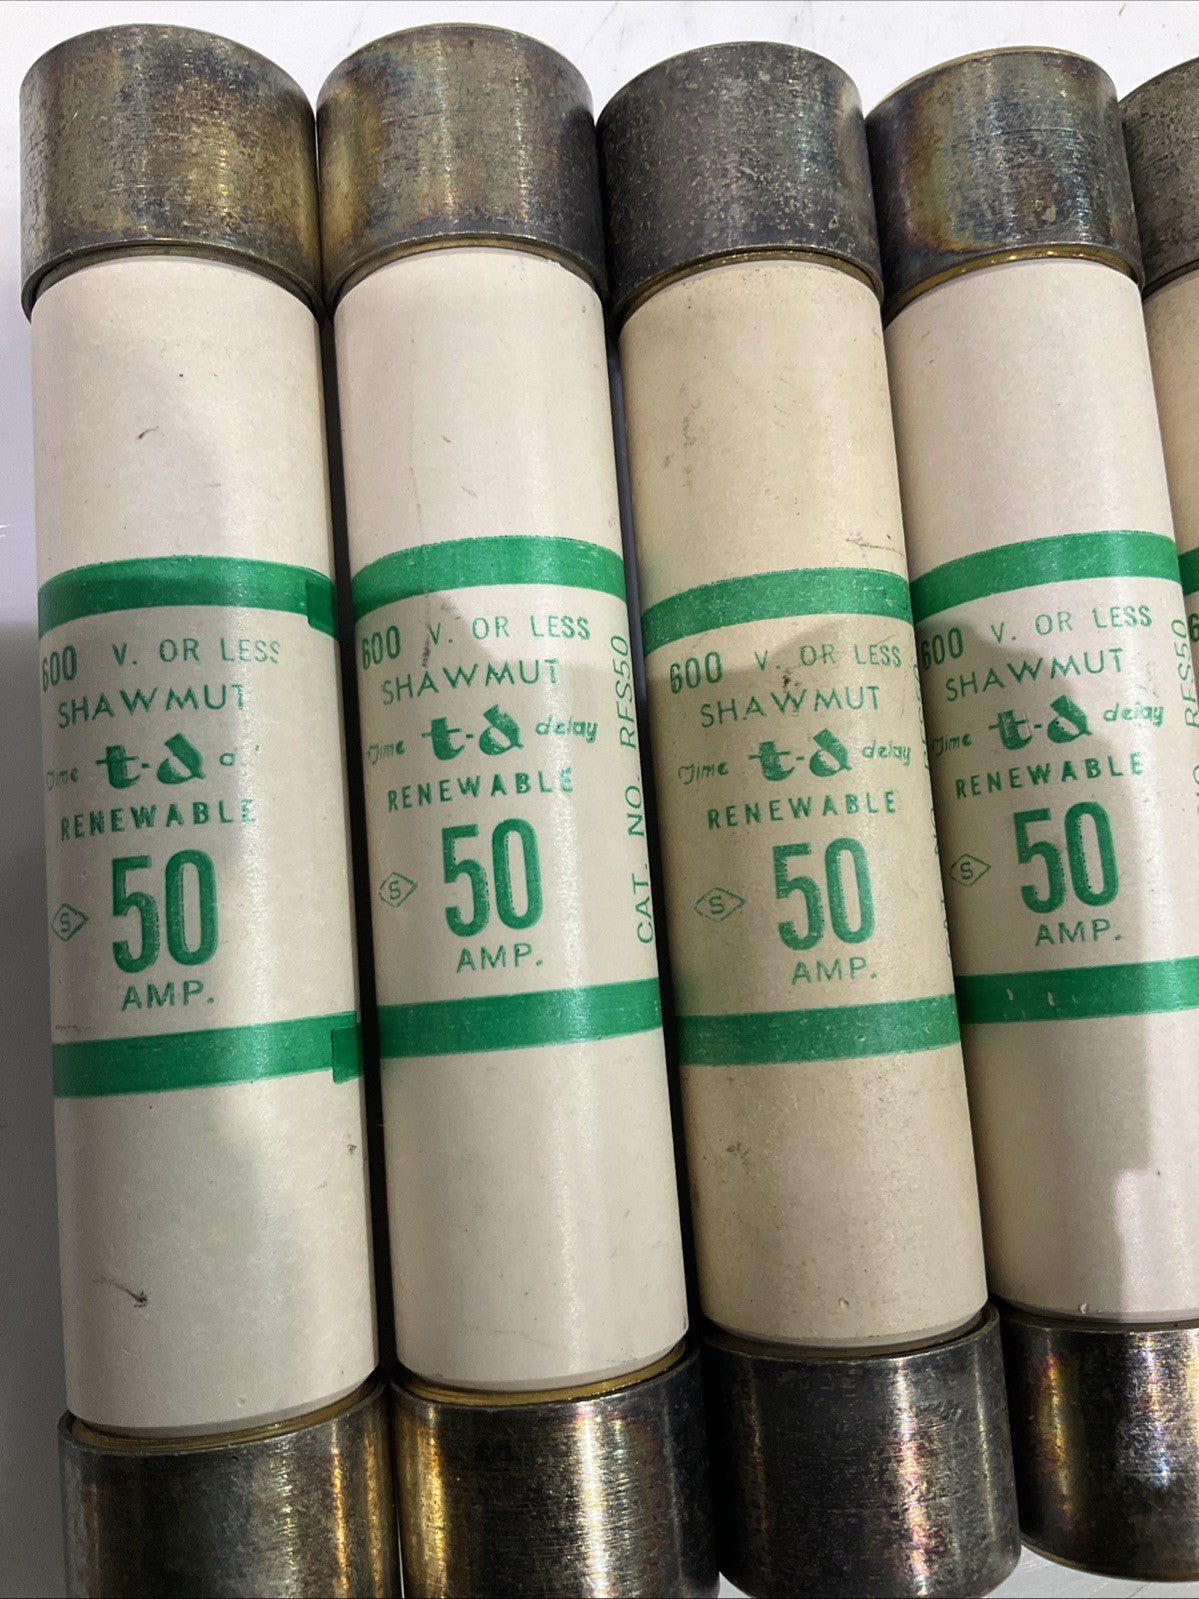 600 V. OR LESS
SHAWMUT
Time t-d
RENEWABLE
S
50
AMP.
600 V. OR LESS
SHAWMUT
Time t-d delay
RENEWABLE
S
50
AMP.
CAT. NO. RFS50
600 V. OR LESS
SHAWMUT
Time t-d delay
RENEWABLE
S
50
AMP.
600 V. OR LESS
SHAWMUT
Time t-d delay
RENEWABLE
S
50
AMP.
RFS50